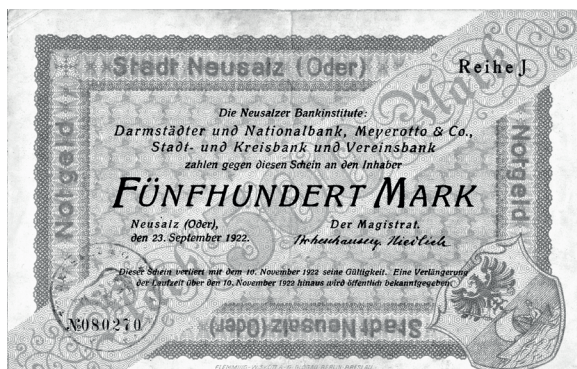 Stadt Neusalz (Oder)
Reihe J
Notgeld
Notgeld
Die Neusalzer Bankinstitute:
Darmstädter und Nationalbank, Meyerotto & Co.,
Stadt- und Kreisbank und Vereinsbank
zahlen gegen diesen Schein an den Inhaber
FÜNFHUNDERT MARK
Neusalz (Oder),
den 23. September 1922.
Der Magistrat.
Dieser Schein verliert mit dem 10. November 1922 seine Gültigkeit. Eine Verlängerung
der Laufzeit über den 10. November 1922 hinaus wird öffentlich bekanntgegeben.
№080270
Stadt Neusalz (Oder)